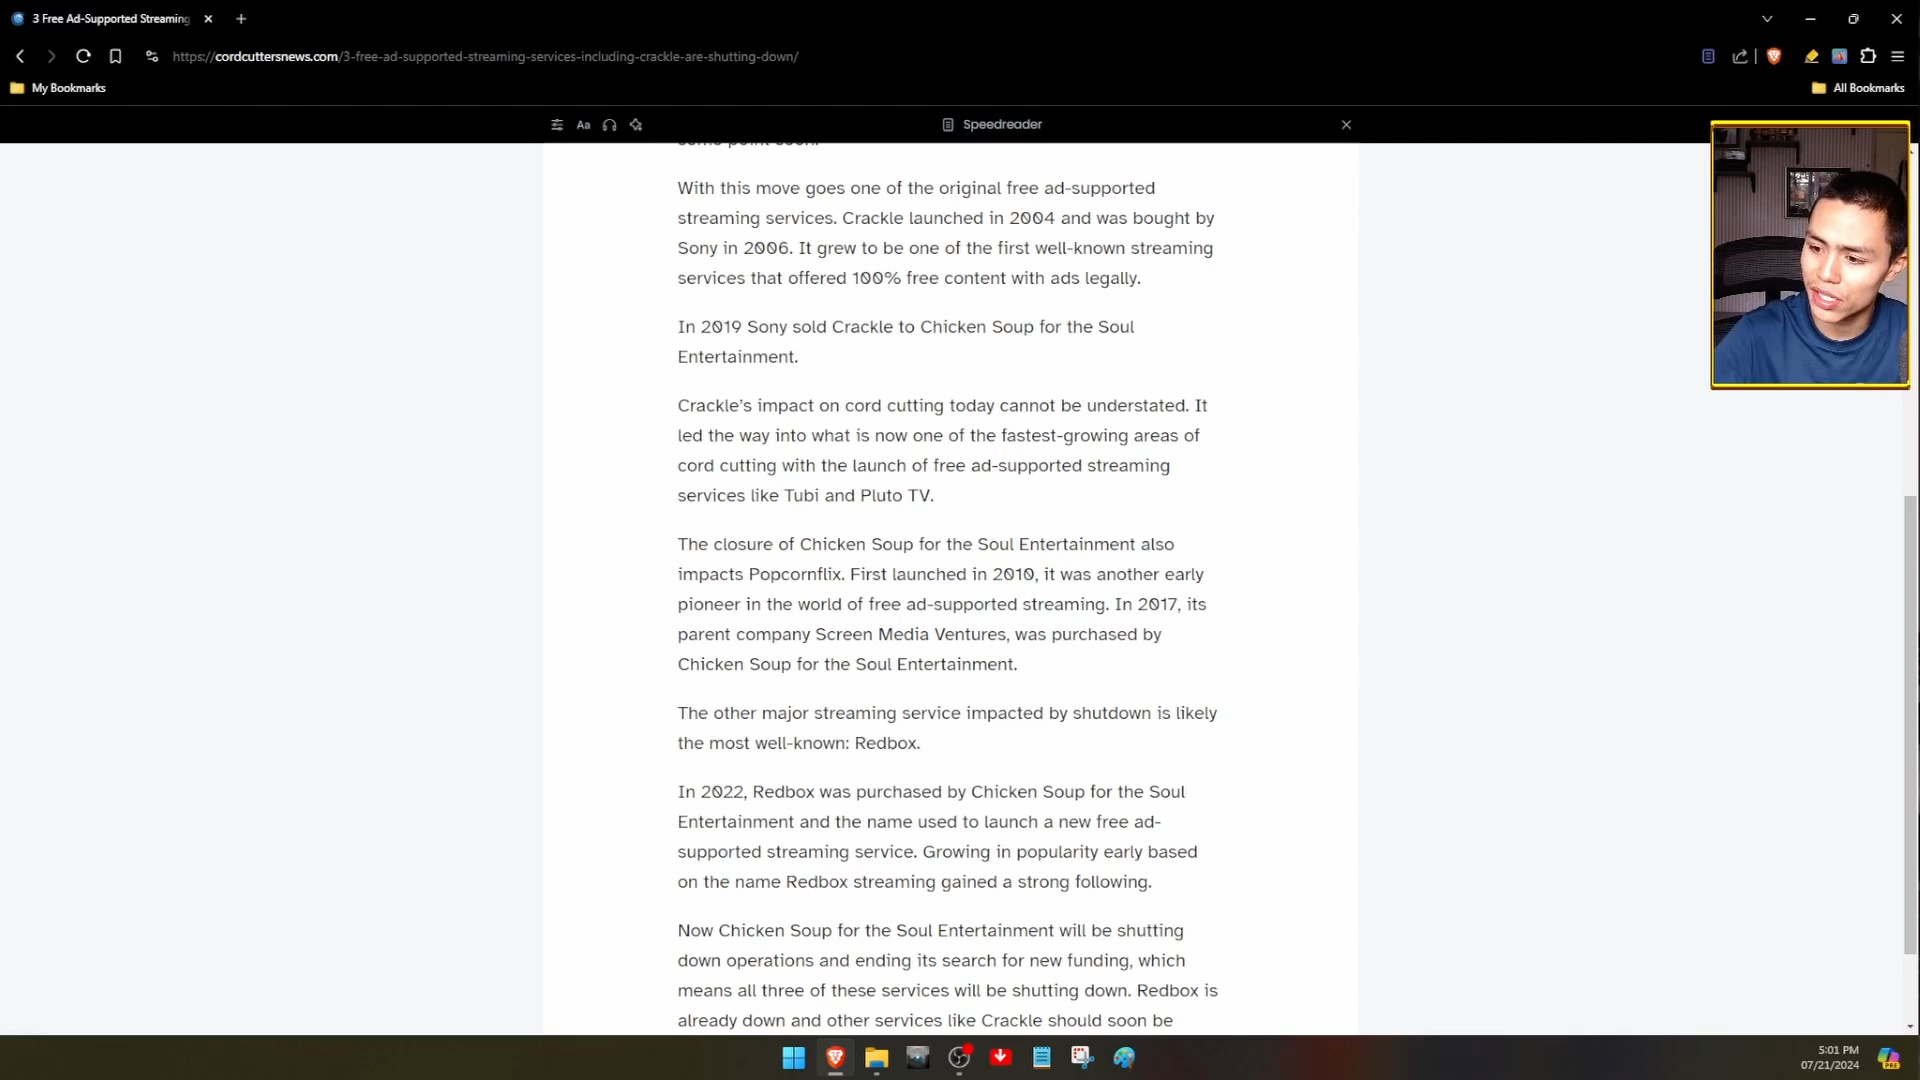 3 Free Ad-Supported Streaming
https://cordcuttersnews.com/3-free-ad-supported-streaming-services-including-crackle-are-shutting-down/
My Bookmarks
All Bookmarks
Aa
Speedreader
some point soon.
With this move goes one of the original free ad-supported
streaming services. Crackle launched in 2004 and was bought by
Sony in 2006. It grew to be one of the first well-known streaming
services that offered 100% free content with ads legally.
In 2019 Sony sold Crackle to Chicken Soup for the Soul
Entertainment.
Crackle's impact on cord cutting today cannot be understated. It
led the way into what is now one of the fastest-growing areas of
cord cutting with the launch of free ad-supported streaming
services like Tubi and Pluto TV.
The closure of Chicken Soup for the Soul Entertainment also
impacts Popcornflix. First launched in 2010, it was another early
pioneer in the world of free ad-supported streaming. In 2017, its
parent company Screen Media Ventures, was purchased by
Chicken Soup for the Soul Entertainment.
The other major streaming service impacted by shutdown is likely
the most well-known: Redbox.
In 2022, Redbox was purchased by Chicken Soup for the Soul
Entertainment and the name used to launch a new free ad-
supported streaming service. Growing in popularity early based
on the name Redbox streaming gained a strong following.
Now Chicken Soup for the Soul Entertainment will be shutting
down operations and ending its search for new funding, which
means all three of these services will be shutting down. Redbox is
already down and other services like Crackle should soon be
5:01 PM
07/21/2024
PRE